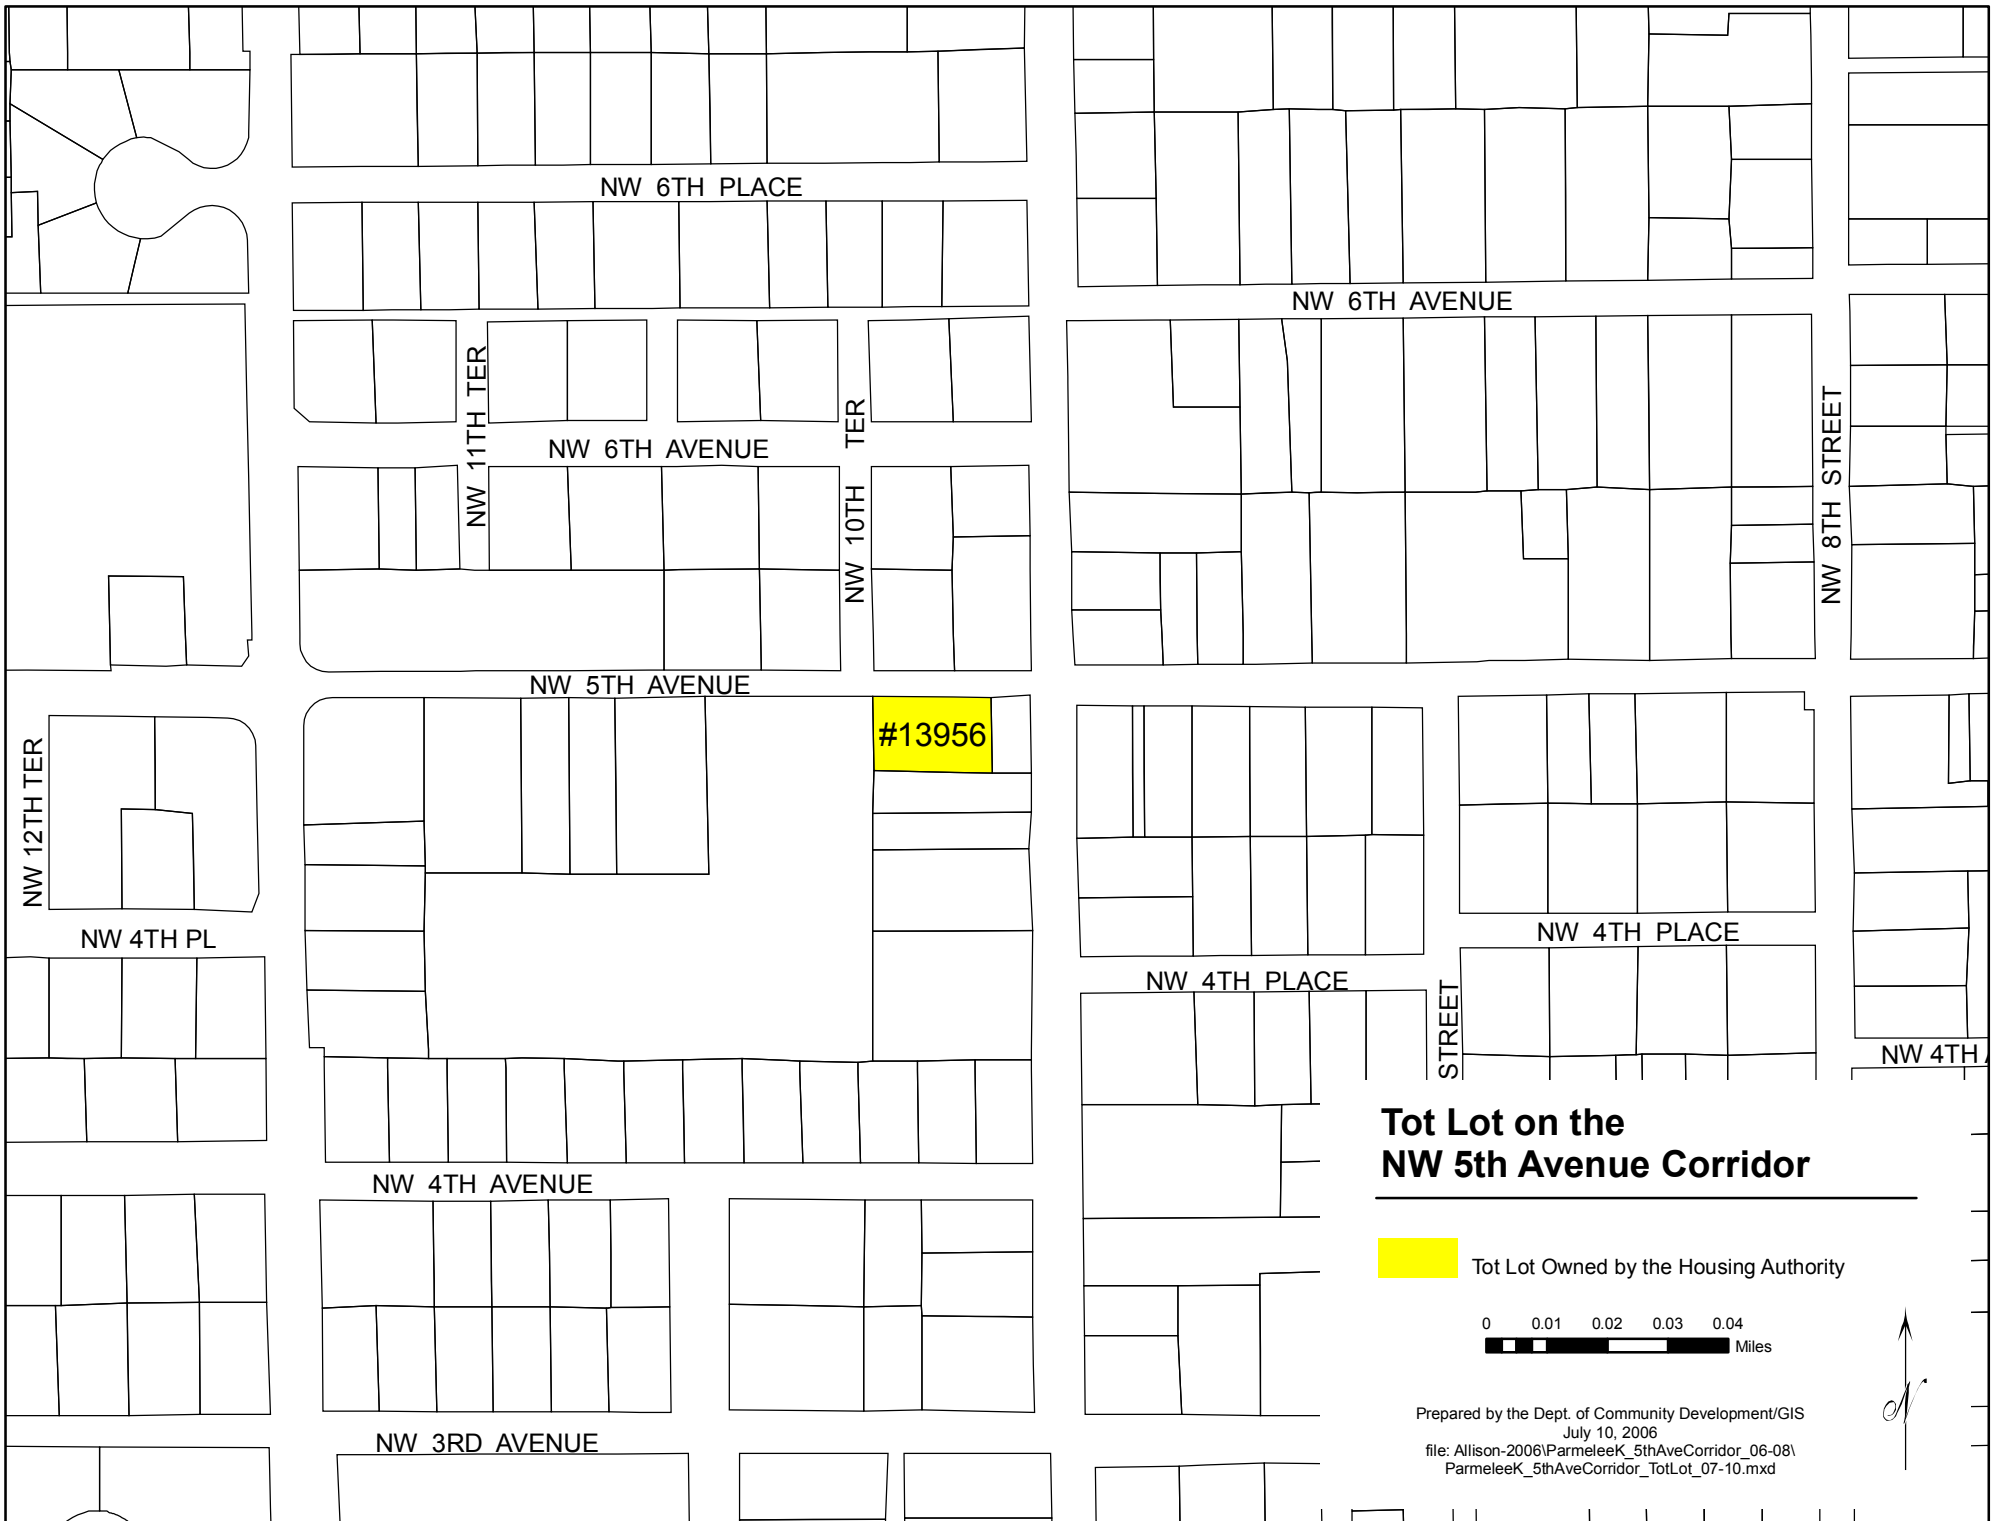 NW 6TH PLACE
NW 6TH AVENUE
NW 11TH TER
NW 10TH TER
NW 6TH AVENUE
NW 8TH STREET
NW 5TH AVENUE
#13956
NW 12TH TER
NW 4TH PL
NW 4TH PLACE
NW 4TH PLACE
STREET
NW 4TH
NW 4TH AVENUE
NW 3RD AVENUE
Tot Lot on the
NW 5th Avenue Corridor
Tot Lot Owned by the Housing Authority
0 0.01 0.02 0.03 0.04
Miles
N
Prepared by the Dept. of Community Development/GIS
July 10, 2006
file: Allison-2006\ParmeleeK_5thAveCorridor_06-08\
ParmeleeK_5thAveCorridor_TotLot_07-10.mxd